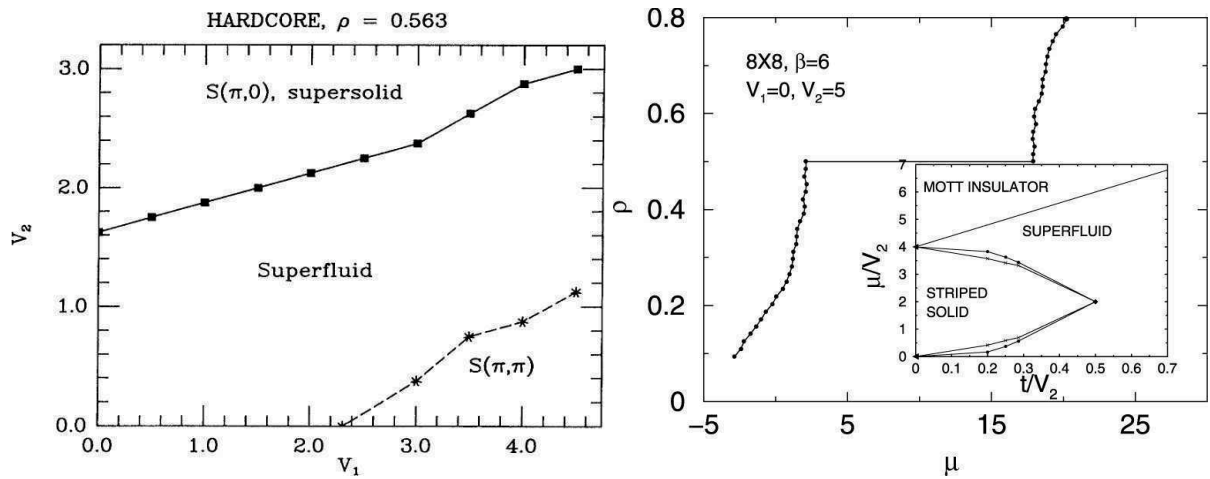 HARDCORE, ρ = 0.563
3.0
S(π,0), supersolid
2.0
V₂
Superfluid
1.0
S(π,π)
0.0
0.0 1.0 2.0 3.0 4.0
V₁
0.8
8X8, β=6
V₁=0, V₂=5
0.6
ρ
0.4
0.2
0
−5 5 15 25
μ
7
MOTT INSULATOR
6
5
SUPERFLUID
μ/V₂
4
3
STRIPED
SOLID
2
1
0
0 0.1 0.2 0.3 0.4 0.5 0.6 0.7
t/V₂